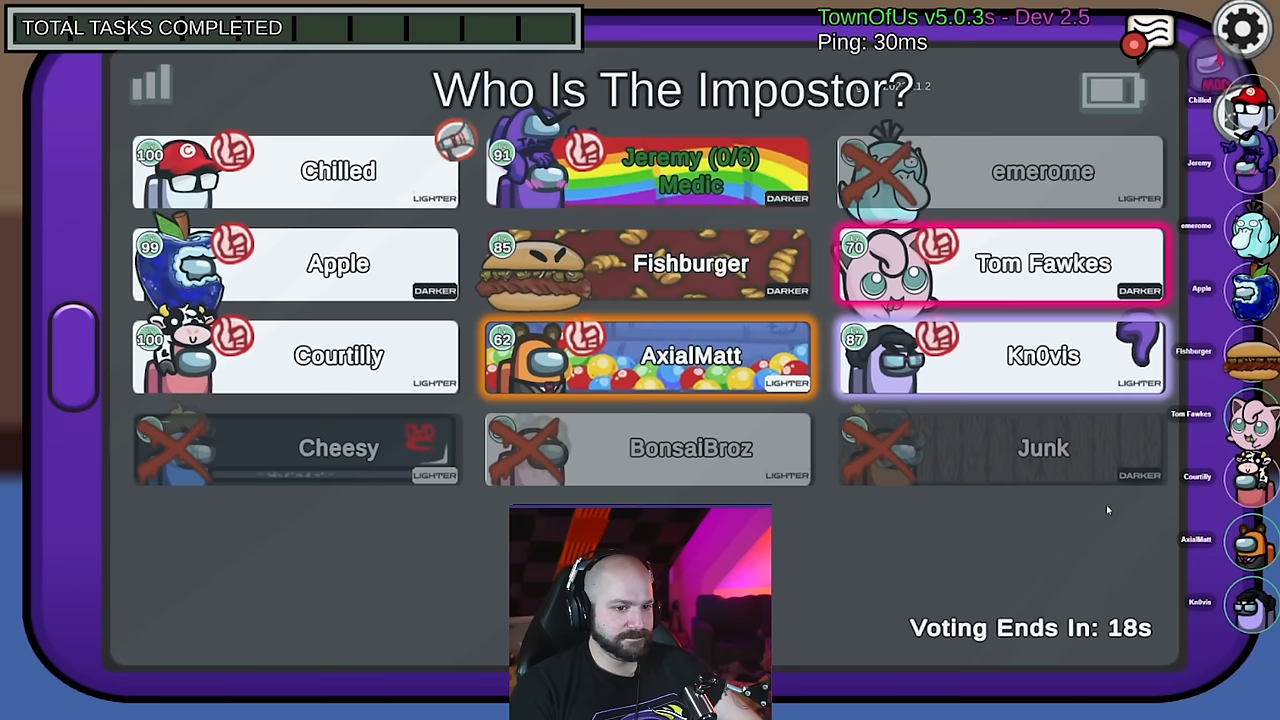 TOTAL TASKS COMPLETED
TownOfUs v5.0.3s - Dev 2.5
Ping: 30ms
Who Is The Impostor?
MOD
100
Chilled
LIGHTER
91
Jeremy (0/6)
Medic
DARKER
emerome
LIGHTER
99
Apple
DARKER
85
Fishburger
DARKER
70
Tom Fawkes
DARKER
100
Courtilly
LIGHTER
62
AxialMatt
LIGHTER
87
Kn0vis
LIGHTER
Cheesy
DVD
LIGHTER
BonsaiBroz
LIGHTER
Junk
DARKER
Voting Ends In: 18s
Chilled
Jeremy
emerome
Apple
Fishburger
Tom Fawkes
Courtilly
AxialMatt
Kn0vis